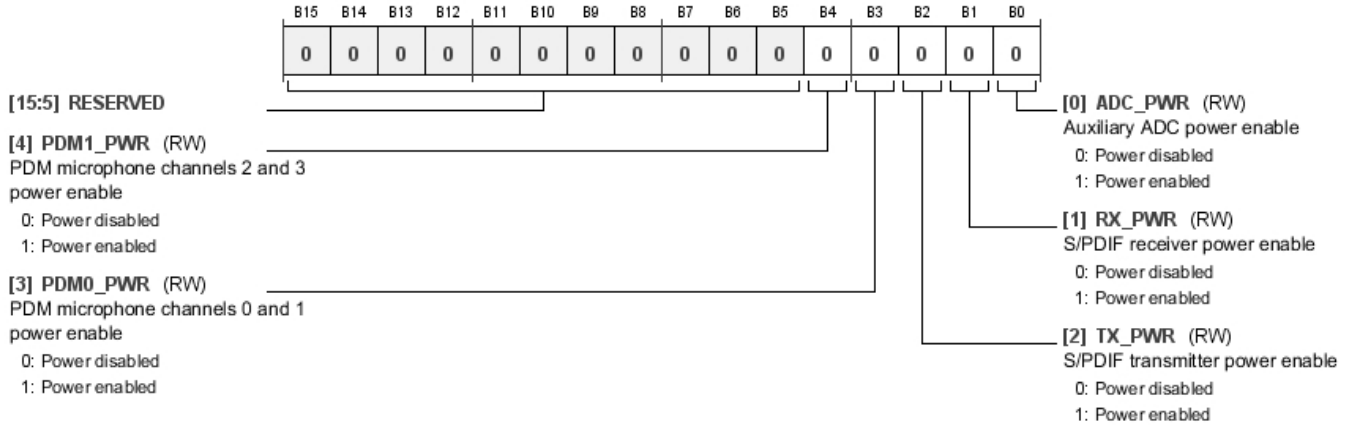 B15 B14 B13 B12 B11 B10 B9 B8 B7 B6 B5 B4 B3 B2 B1 B0
0 0 0 0 0 0 0 0 0 0 0 0 0 0 0 0
[15:5] RESERVED
[4] PDM1_PWR (RW)
PDM microphone channels 2 and 3
power enable
0: Power disabled
1: Power enabled
[3] PDM0_PWR (RW)
PDM microphone channels 0 and 1
power enable
0: Power disabled
1: Power enabled
[0] ADC_PWR (RW)
Auxiliary ADC power enable
0: Power disabled
1: Power enabled
[1] RX_PWR (RW)
S/PDIF receiver power enable
0: Power disabled
1: Power enabled
[2] TX_PWR (RW)
S/PDIF transmitter power enable
0: Power disabled
1: Power enabled